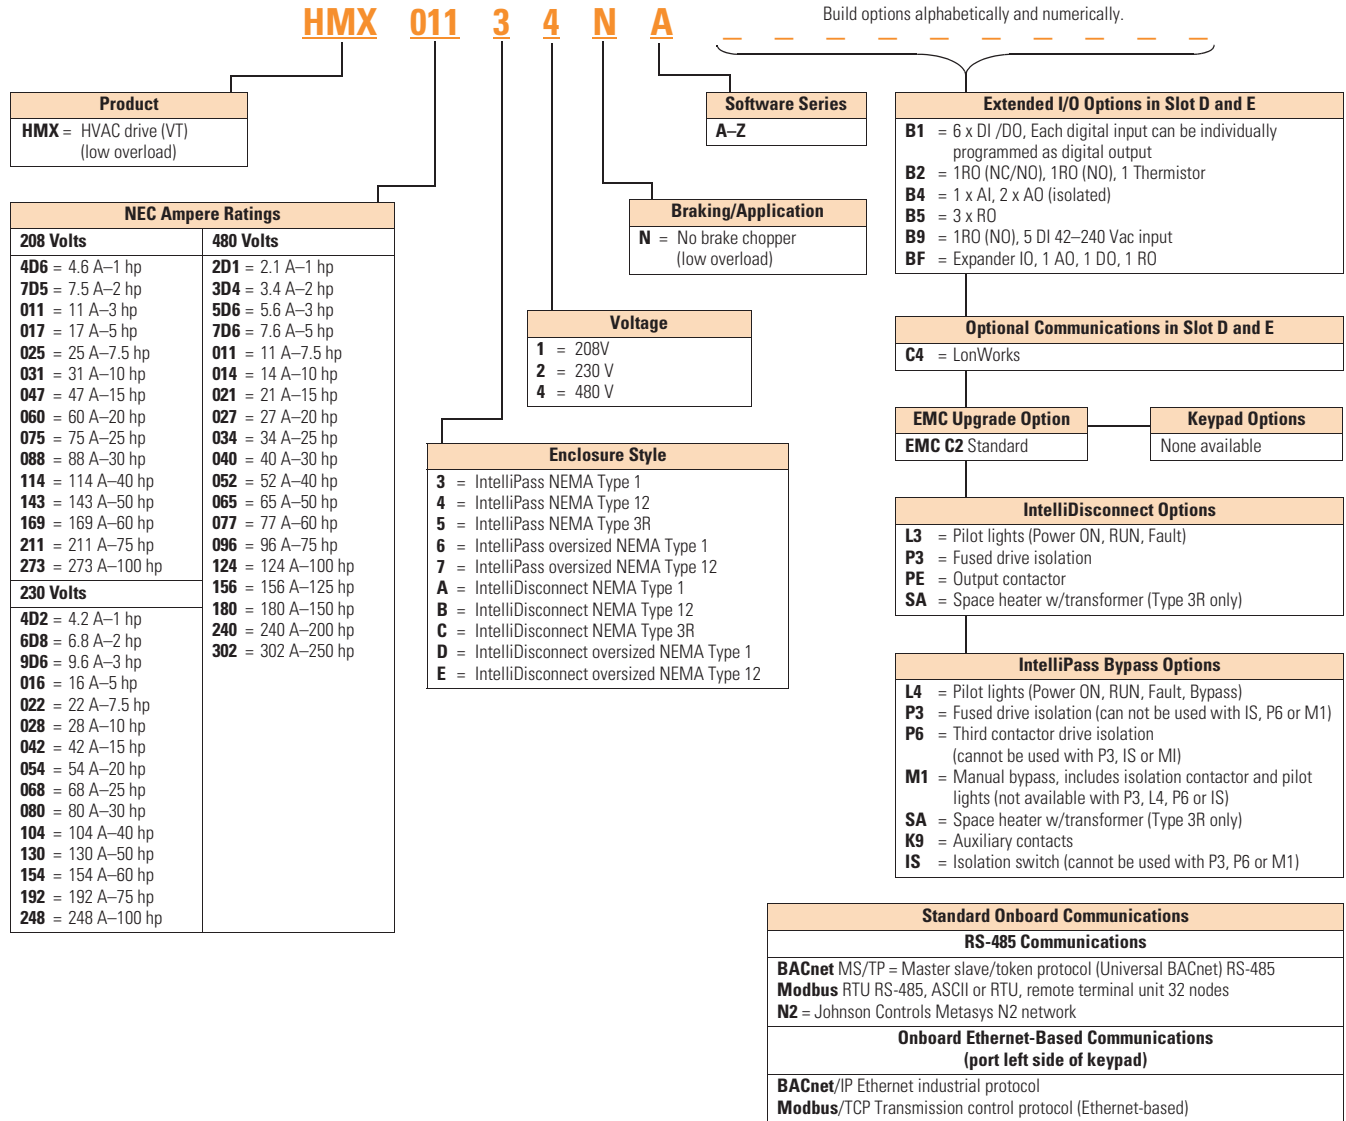 HMX 011 3 4 N A
Build options alphabetically and numerically.
Product
HMX = HVAC drive (VT)
(low overload)
Software Series
A–Z
Extended I/O Options in Slot D and E
B1 = 6 x DI /DO, Each digital input can be individually
programmed as digital output
B2 = 1RO (NC/NO), 1RO (NO), 1 Thermistor
B4 = 1 x AI, 2 x AO (isolated)
B5 = 3 x RO
B9 = 1RO (NO), 5 DI 42–240 Vac input
BF = Expander IO, 1 AO, 1 DO, 1 RO
NEC Ampere Ratings
208 Volts
4D6 = 4.6 A–1 hp
7D5 = 7.5 A–2 hp
011 = 11 A–3 hp
017 = 17 A–5 hp
025 = 25 A–7.5 hp
031 = 31 A–10 hp
047 = 47 A–15 hp
060 = 60 A–20 hp
075 = 75 A–25 hp
088 = 88 A–30 hp
114 = 114 A–40 hp
143 = 143 A–50 hp
169 = 169 A–60 hp
211 = 211 A–75 hp
273 = 273 A–100 hp
230 Volts
4D2 = 4.2 A–1 hp
6D8 = 6.8 A–2 hp
9D6 = 9.6 A–3 hp
016 = 16 A–5 hp
022 = 22 A–7.5 hp
028 = 28 A–10 hp
042 = 42 A–15 hp
054 = 54 A–20 hp
068 = 68 A–25 hp
080 = 80 A–30 hp
104 = 104 A–40 hp
130 = 130 A–50 hp
154 = 154 A–60 hp
192 = 192 A–75 hp
248 = 248 A–100 hp
480 Volts
2D1 = 2.1 A–1 hp
3D4 = 3.4 A–2 hp
5D6 = 5.6 A–3 hp
7D6 = 7.6 A–5 hp
011 = 11 A–7.5 hp
014 = 14 A–10 hp
021 = 21 A–15 hp
027 = 27 A–20 hp
034 = 34 A–25 hp
040 = 40 A–30 hp
052 = 52 A–40 hp
065 = 65 A–50 hp
077 = 77 A–60 hp
096 = 96 A–75 hp
124 = 124 A–100 hp
156 = 156 A–125 hp
180 = 180 A–150 hp
240 = 240 A–200 hp
302 = 302 A–250 hp
Braking/Application
N = No brake chopper
(low overload)
Voltage
1 = 208V
2 = 230 V
4 = 480 V
Enclosure Style
3 = IntelliPass NEMA Type 1
4 = IntelliPass NEMA Type 12
5 = IntelliPass NEMA Type 3R
6 = IntelliPass oversized NEMA Type 1
7 = IntelliPass oversized NEMA Type 12
A = IntelliDisconnect NEMA Type 1
B = IntelliDisconnect NEMA Type 12
C = IntelliDisconnect NEMA Type 3R
D = IntelliDisconnect oversized NEMA Type 1
E = IntelliDisconnect oversized NEMA Type 12
Optional Communications in Slot D and E
C4 = LonWorks
EMC Upgrade Option
EMC C2 Standard
Keypad Options
None available
IntelliDisconnect Options
L3 = Pilot lights (Power ON, RUN, Fault)
P3 = Fused drive isolation
PE = Output contactor
SA = Space heater w/transformer (Type 3R only)
IntelliPass Bypass Options
L4 = Pilot lights (Power ON, RUN, Fault, Bypass)
P3 = Fused drive isolation (can not be used with IS, P6 or M1)
P6 = Third contactor drive isolation
(cannot be used with P3, IS or MI)
M1 = Manual bypass, includes isolation contactor and pilot
lights (not available with P3, L4, P6 or IS)
SA = Space heater w/transformer (Type 3R only)
K9 = Auxiliary contacts
IS = Isolation switch (cannot be used with P3, P6 or M1)
Standard Onboard Communications
RS-485 Communications
BACnet MS/TP = Master slave/token protocol (Universal BACnet) RS-485
Modbus RTU RS-485, ASCII or RTU, remote terminal unit 32 nodes
N2 = Johnson Controls Metasys N2 network
Onboard Ethernet-Based Communications
(port left side of keypad)
BACnet/IP Ethernet industrial protocol
Modbus/TCP Transmission control protocol (Ethernet-based)